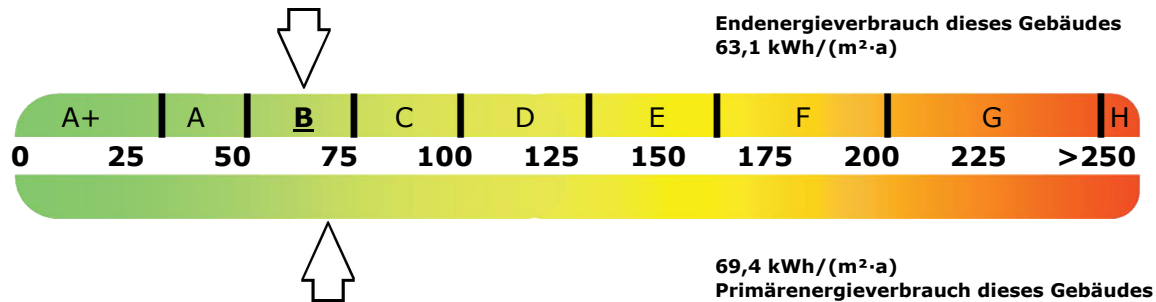 Endenergieverbrauch dieses Gebäudes
63,1 kWh/(m²·a)
A+ A B C D E F G H
0 25 50 75 100 125 150 175 200 225 >250
69,4 kWh/(m²·a)
Primärenergieverbrauch dieses Gebäudes